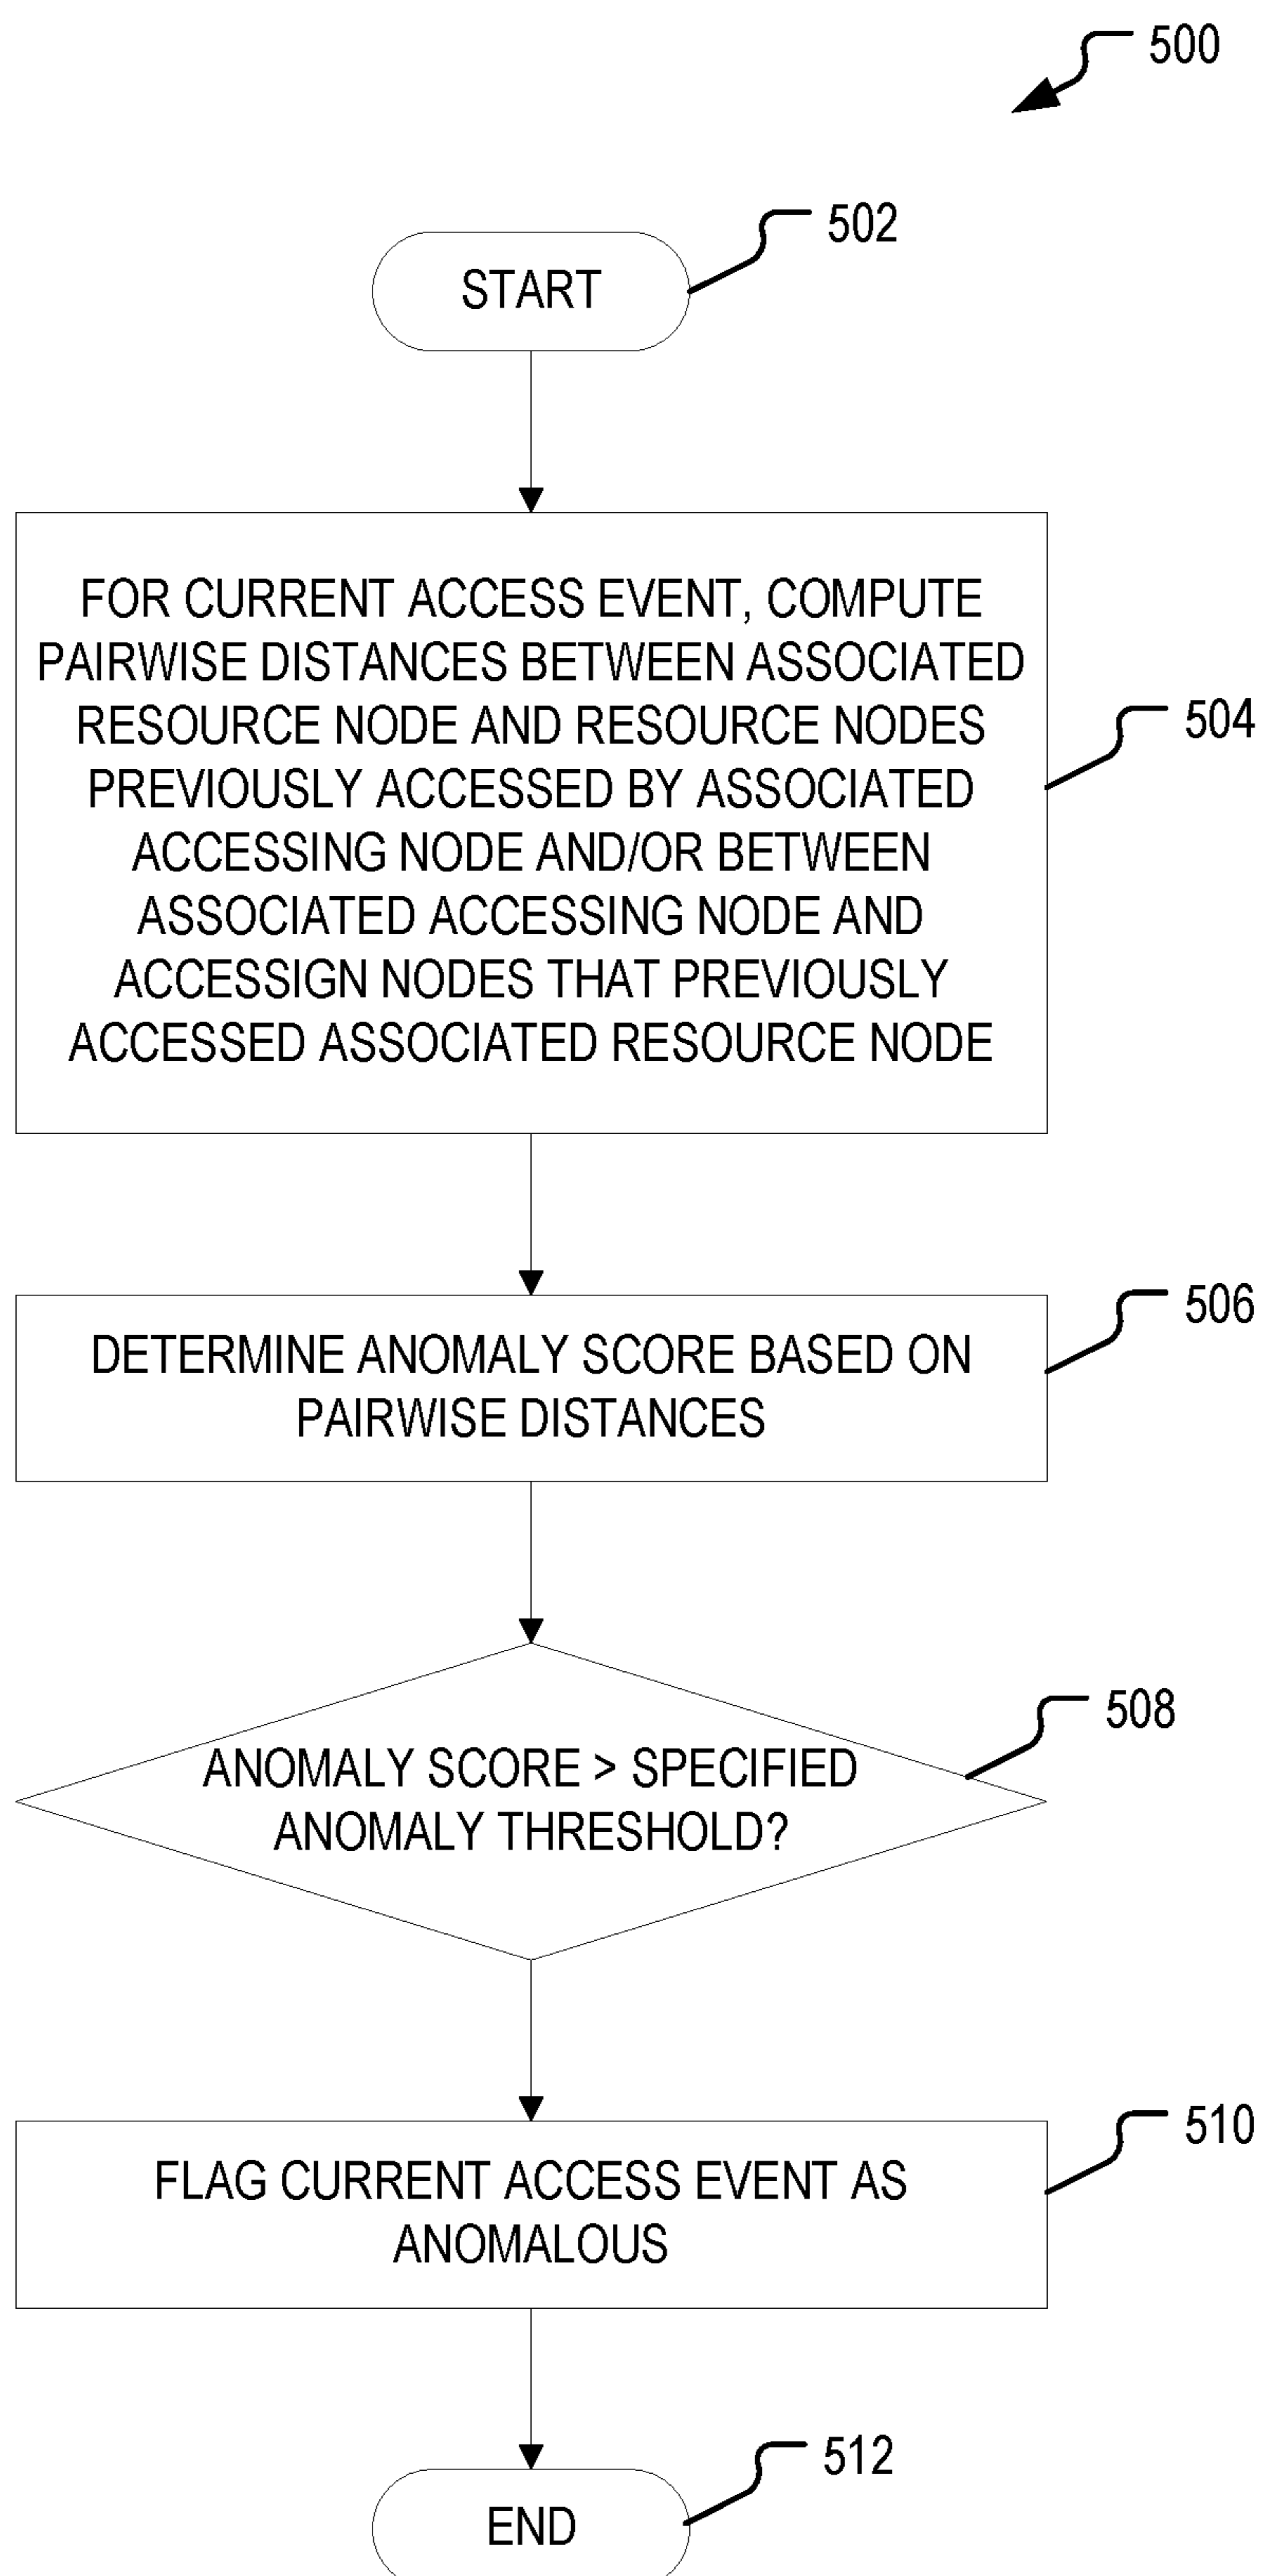 500
502
START
FOR CURRENT ACCESS EVENT, COMPUTE
PAIRWISE DISTANCES BETWEEN ASSOCIATED
RESOURCE NODE AND RESOURCE NODES
PREVIOUSLY ACCESSED BY ASSOCIATED
ACCESSING NODE AND/OR BETWEEN
ASSOCIATED ACCESSING NODE AND
ACCESSIGN NODES THAT PREVIOUSLY
ACCESSED ASSOCIATED RESOURCE NODE
504
DETERMINE ANOMALY SCORE BASED ON
PAIRWISE DISTANCES
506
ANOMALY SCORE > SPECIFIED
ANOMALY THRESHOLD?
508
FLAG CURRENT ACCESS EVENT AS
ANOMALOUS
510
512
END